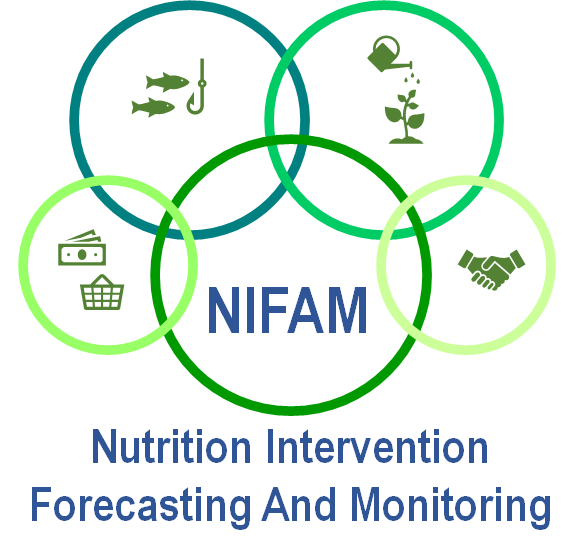 NIFAM
Nutrition Intervention
Forecasting And Monitoring